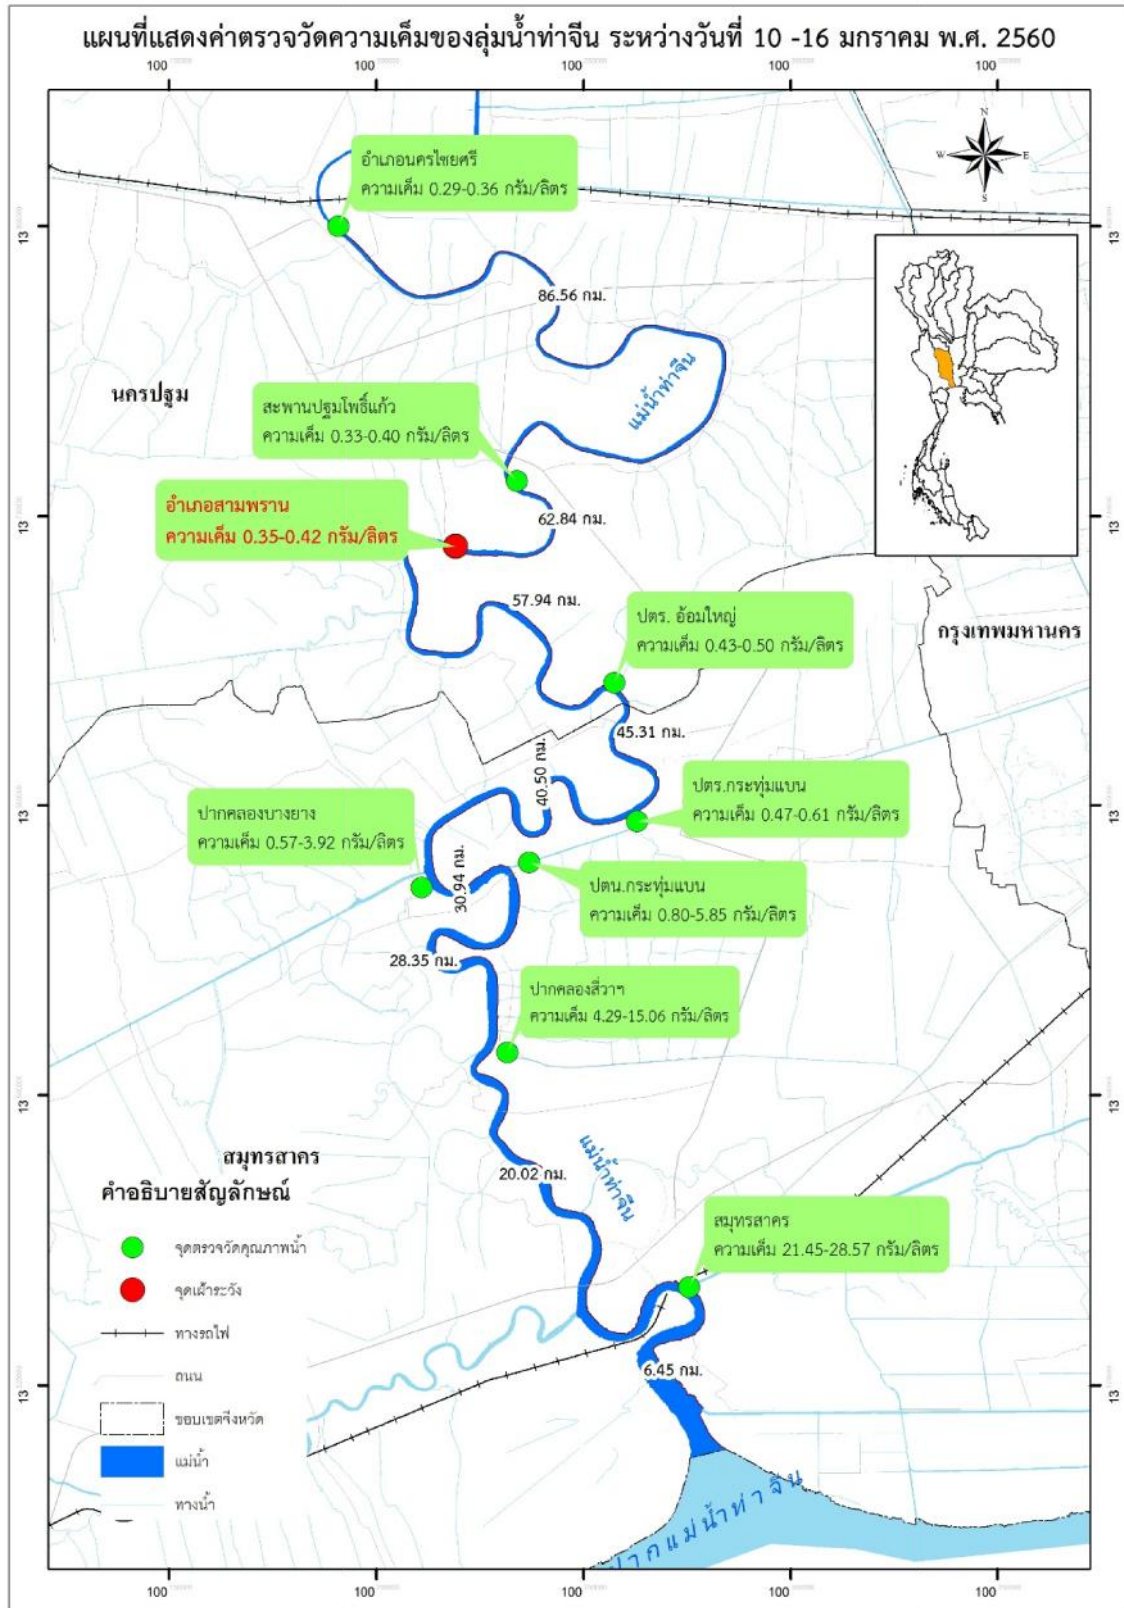 แผนที่แสดงค่าตรวจวัดความเค็มของลุ่มน้ำท่าจีน ระหว่างวันที่ 10 -16 มกราคม พ.ศ. 2560
100
100
100
100
100
N
W
E
S
อำเภอนครไชยศรี
ความเค็ม 0.29-0.36 กรัม/ลิตร
13
13
86.56 กม.
แม่น้ำท่าจีน
นครปฐม
สะพานปฐมโพธิ์แก้ว
ความเค็ม 0.33-0.40 กรัม/ลิตร
อำเภอสามพราน
ความเค็ม 0.35-0.42 กรัม/ลิตร
62.84 กม.
13
13
57.94 กม.
ปตร. อ้อมใหญ่
ความเค็ม 0.43-0.50 กรัม/ลิตร
กรุงเทพมหานคร
45.31 กม.
40.50 กม.
ปตร.กระทุ่มแบน
ความเค็ม 0.47-0.61 กรัม/ลิตร
13
13
ปากคลองบางยาง
ความเค็ม 0.57-3.92 กรัม/ลิตร
30.94 กม.
ปตน.กระทุ่มแบน
ความเค็ม 0.80-5.85 กรัม/ลิตร
28.35 กม.
ปากคลองสี่วาฯ
ความเค็ม 4.29-15.06 กรัม/ลิตร
13
13
แม่น้ำท่าจีน
20.02 กม.
สมุทรสาคร
คำอธิบายสัญลักษณ์
จุดตรวจวัดคุณภาพน้ำ
จุดเฝ้าระวัง
ทางรถไฟ
ถนน
ขอบเขตจังหวัด
แม่น้ำ
ทางน้ำ
สมุทรสาคร
ความเค็ม 21.45-28.57 กรัม/ลิตร
6.45 กม.
13
13
ปากแม่น้ำท่าจีน
100
100
100
100
100